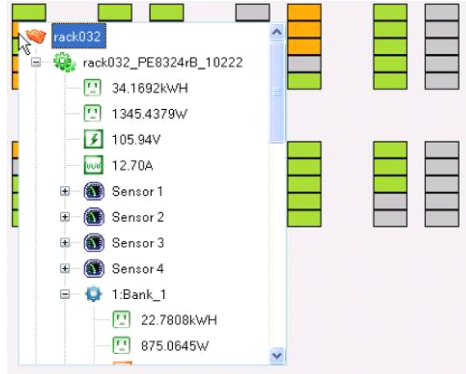 rack032
rack032_PE8324rB_10222
34.1692kWH
1345.4379W
105.94V
12.70A
Sensor 1
Sensor 2
Sensor 3
Sensor 4
1:Bank_1
22.7808kWH
875.0645W